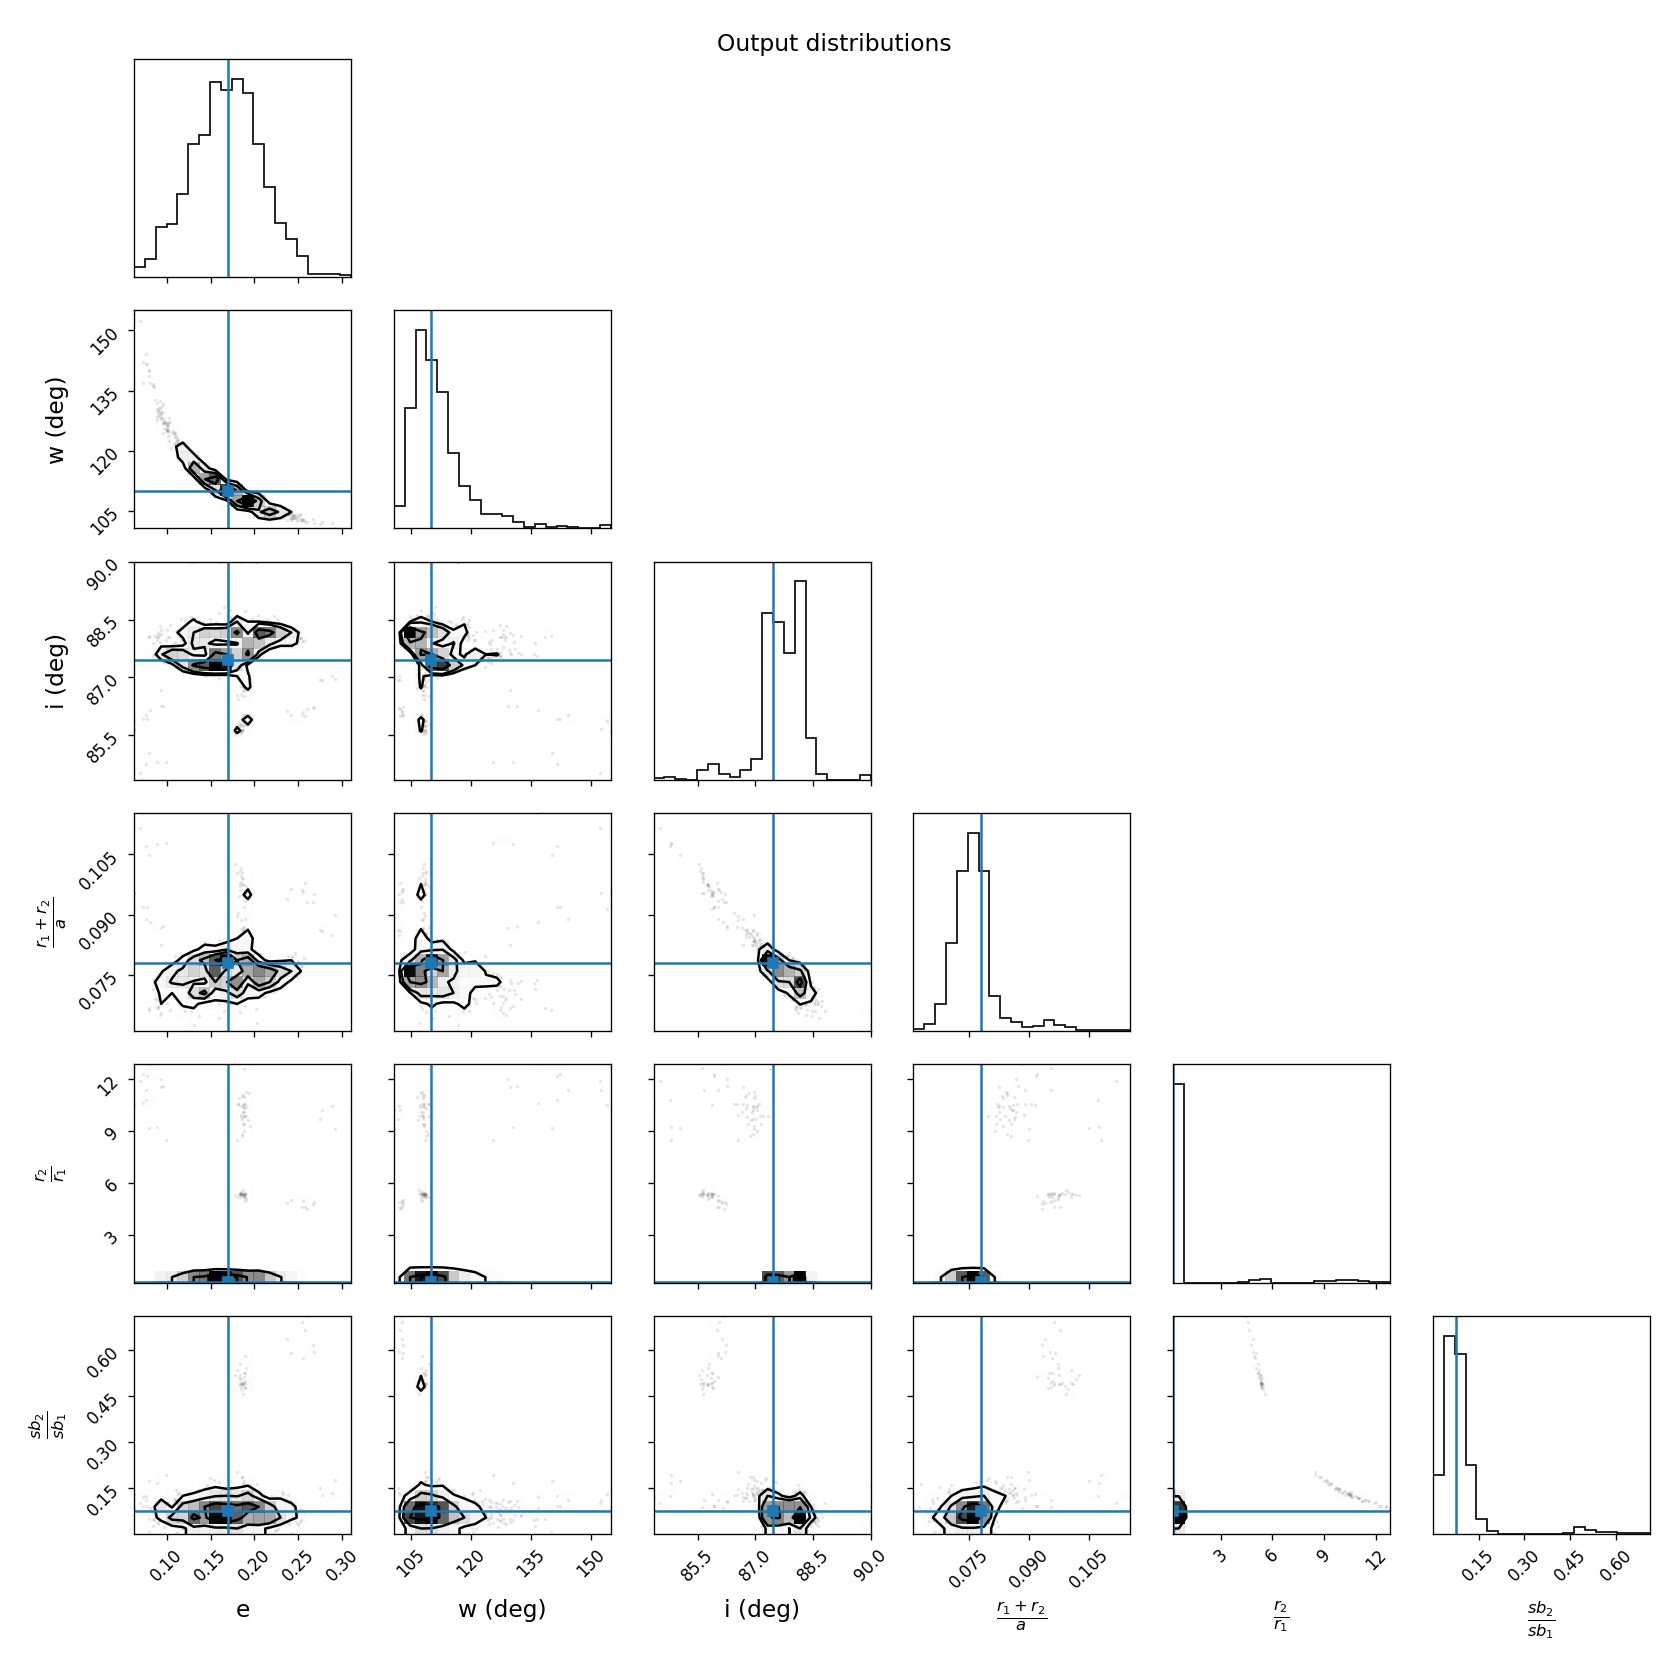 Output distributions
150
135
120
105
w (deg)
90.0
88.5
87.0
85.5
i (deg)
0.105
0.090
0.075
r1 + r2
a
12
9
6
3
r2
r1
0.60
0.45
0.30
0.15
sb2
sb1
0.10 0.15 0.20 0.25 0.30 105 120 135 150 85.5 87.0 88.5 90.0 0.075 0.090 0.105 3 6 9 12 0.15 0.30 0.45 0.60
e w (deg) i (deg)
r1 + r2
a
r2
r1
sb2
sb1